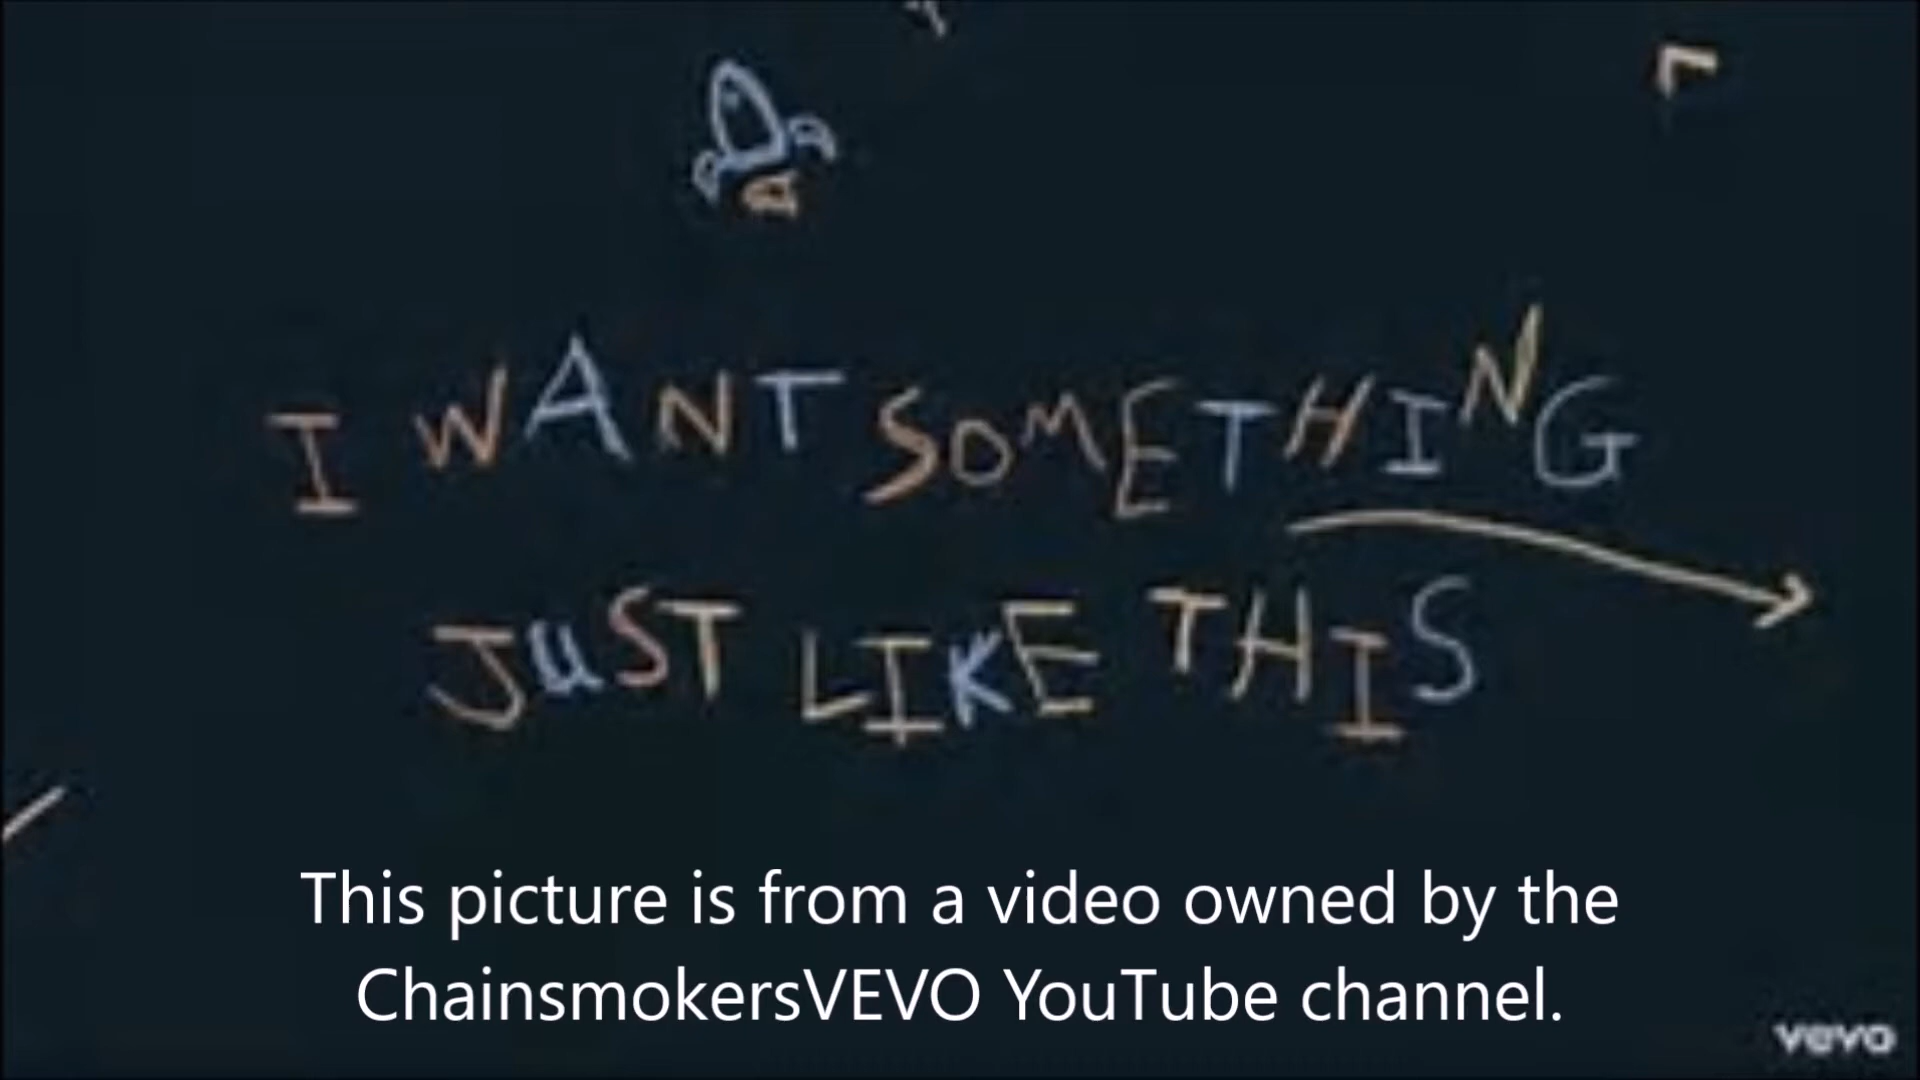 I WANT SOMETHING
JUST LIKE THIS
This picture is from a video owned by the
ChainsmokersVEVO YouTube channel.
vevo